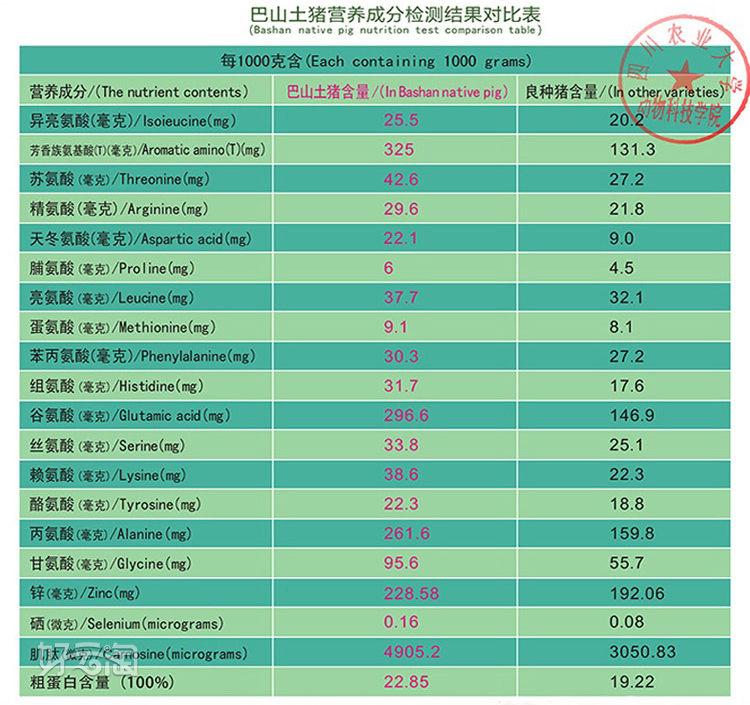 巴山土猪营养成分检测结果对比表
(Bashan native pig nutrition test comparison table)
每1000克含(Each containing 1000 grams)
营养成分/(The nutrient contents) 巴山土猪含量/(In Bashan native pig) 良种猪含量/(In other varieties)
异亮氨酸(毫克)/Isoieucine(mg) 25.5 20.2
芳香族氨基酸(T)(毫克)/Aromatic amino(T)(mg) 325 131.3
苏氨酸(毫克)/Threonine(mg) 42.6 27.2
精氨酸(毫克)/Arginine(mg) 29.6 21.8
天冬氨酸(毫克)/Aspartic acid(mg) 22.1 9.0
脯氨酸(毫克)/Proline(mg) 6 4.5
亮氨酸(毫克)/Leucine(mg) 37.7 32.1
蛋氨酸(毫克)/Methionine(mg) 9.1 8.1
苯丙氨酸(毫克)/Phenylalanine(mg) 30.3 27.2
组氨酸(毫克)/Histidine(mg) 31.7 17.6
谷氨酸(毫克)/Glutamic acid(mg) 296.6 146.9
丝氨酸(毫克)/Serine(mg) 33.8 25.1
赖氨酸(毫克)/Lysine(mg) 38.6 22.3
酪氨酸(毫克)/Tyrosine(mg) 22.3 18.8
丙氨酸(毫克)/Alanine(mg) 261.6 159.8
甘氨酸(毫克)/Glycine(mg) 95.6 55.7
锌(毫克)/Zinc(mg) 228.58 192.06
硒(微克)/Selenium(micrograms) 0.16 0.08
肌肽(微克)/Carnosine(micrograms) 4905.2 3050.83
粗蛋白含量 (100%) 22.85 19.22
四川农业大学
动物科技学院
好多淘